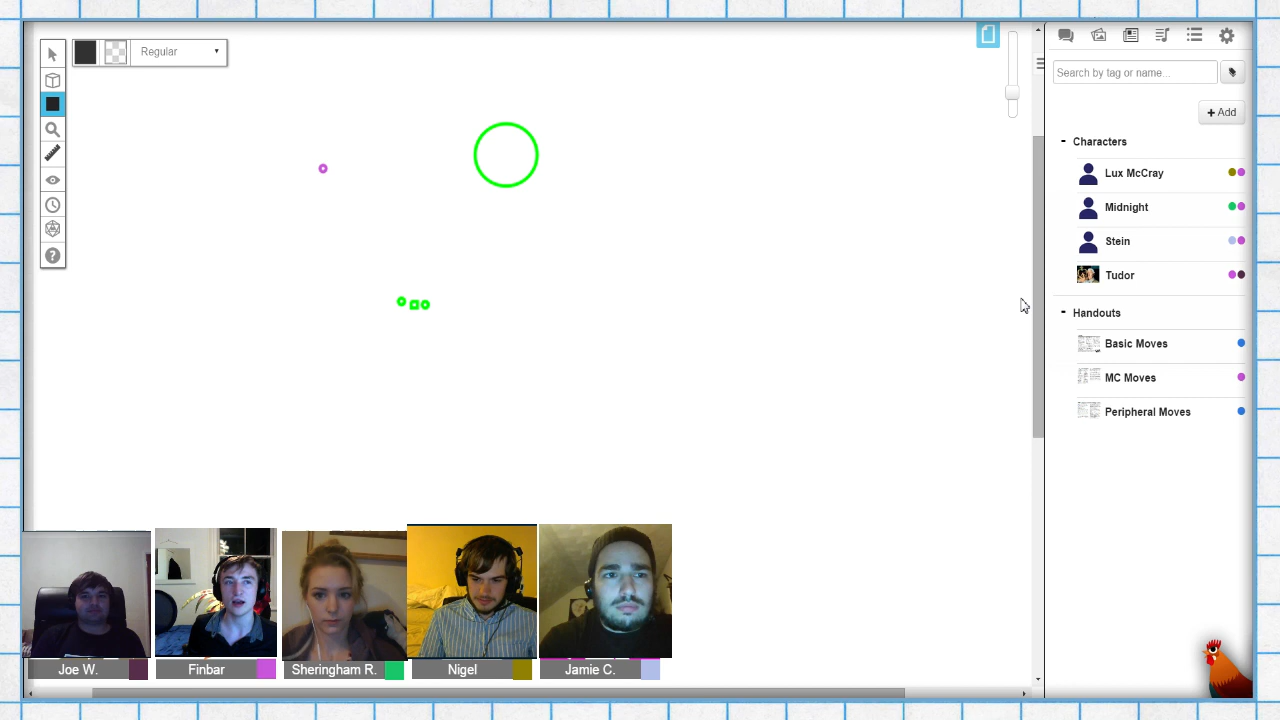 Regular
Search by tag or name...
+ Add
- Characters
Lux McCray
Midnight
Stein
Tudor
- Handouts
Basic Moves
MC Moves
Peripheral Moves
?
Joe W.
Finbar
Sheringham R.
Nigel
Jamie C.